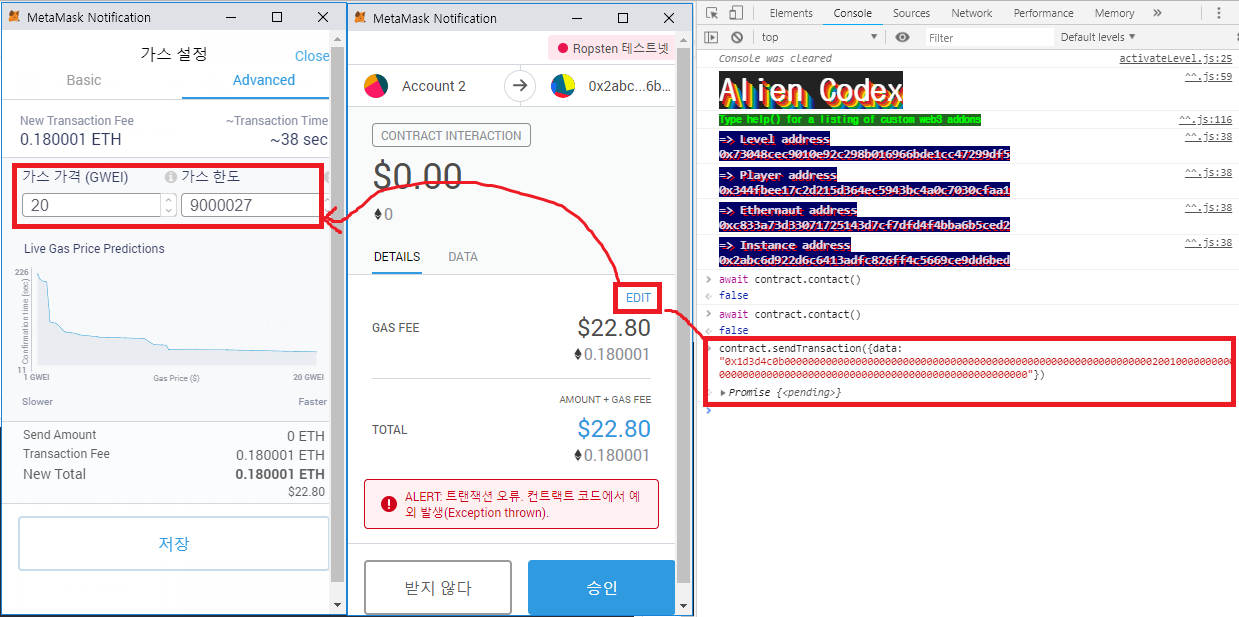 MetaMask Notification
가스 설정
Close
Basic
Advanced
New Transaction Fee
~Transaction Time
0.180001 ETH
~38 sec
가스 가격 (GWEI)
가스 한도
20
9000027
Live Gas Price Predictions
226
Confirmation time (sec)
11
1 GWEI
Gas Price ($)
20 GWEI
Slower
Faster
Send Amount
0 ETH
Transaction Fee
0.180001 ETH
New Total
0.180001 ETH
$22.80
저장
MetaMask Notification
Ropsten 테스트넷
Account 2
0x2abc...6b...
CONTRACT INTERACTION
$0.00
0
DETAILS
DATA
EDIT
GAS FEE
$22.80
0.180001
AMOUNT + GAS FEE
TOTAL
$22.80
0.180001
ALERT: 트랜잭션 오류. 컨트랙트 코드에서 예
외 발생(Exception thrown).
받지 않다
승인
Elements Console Sources Network Performance Memory »
top
Filter
Default levels ▼
Console was cleared
activateLevel.js:25
Alien Codex
^^.js:59
Type help() for a listing of custom web3 addons
^^.js:116
=> Level address
^^.js:38
0x73048cec9010e92c298b016966bde1cc47299df5
=> Player address
^^.js:38
0x344fbee17c2d215d364ec5943bc4a0c7030cfaa1
=> Ethernaut address
^^.js:38
0xc833a73d33071725143d7cf7dfd4f4bba6b5ced2
=> Instance address
^^.js:38
0x2abc6d922d6c6413adfc826ff4c5669ce9dd6bed
await contract.contact()
false
await contract.contact()
false
contract.sendTransaction({data:
Promise {<pending>}